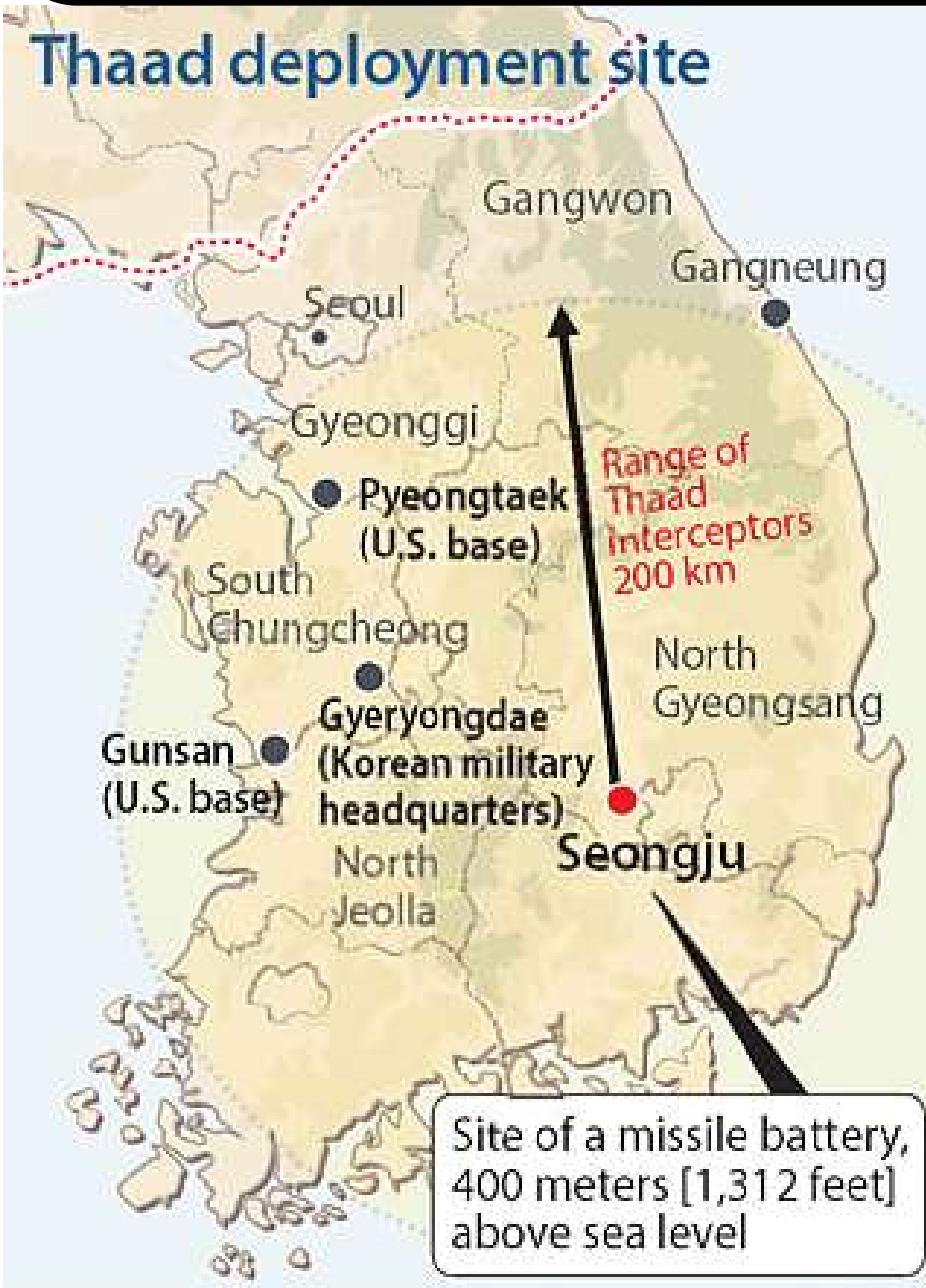 Thaad deployment site
Gangwon
Gangneung
Seoul
Gyeonggi
Range of
Thaad
interceptors
200 km
Pyeongtaek
(U.S. base)
South
Chungcheong
North
Gyeongsang
Gyeryongdae
(Korean military
headquarters)
Gunsan
(U.S. base)
Seongju
North
Jeolla
Site of a missile battery,
400 meters [1,312 feet]
above sea level